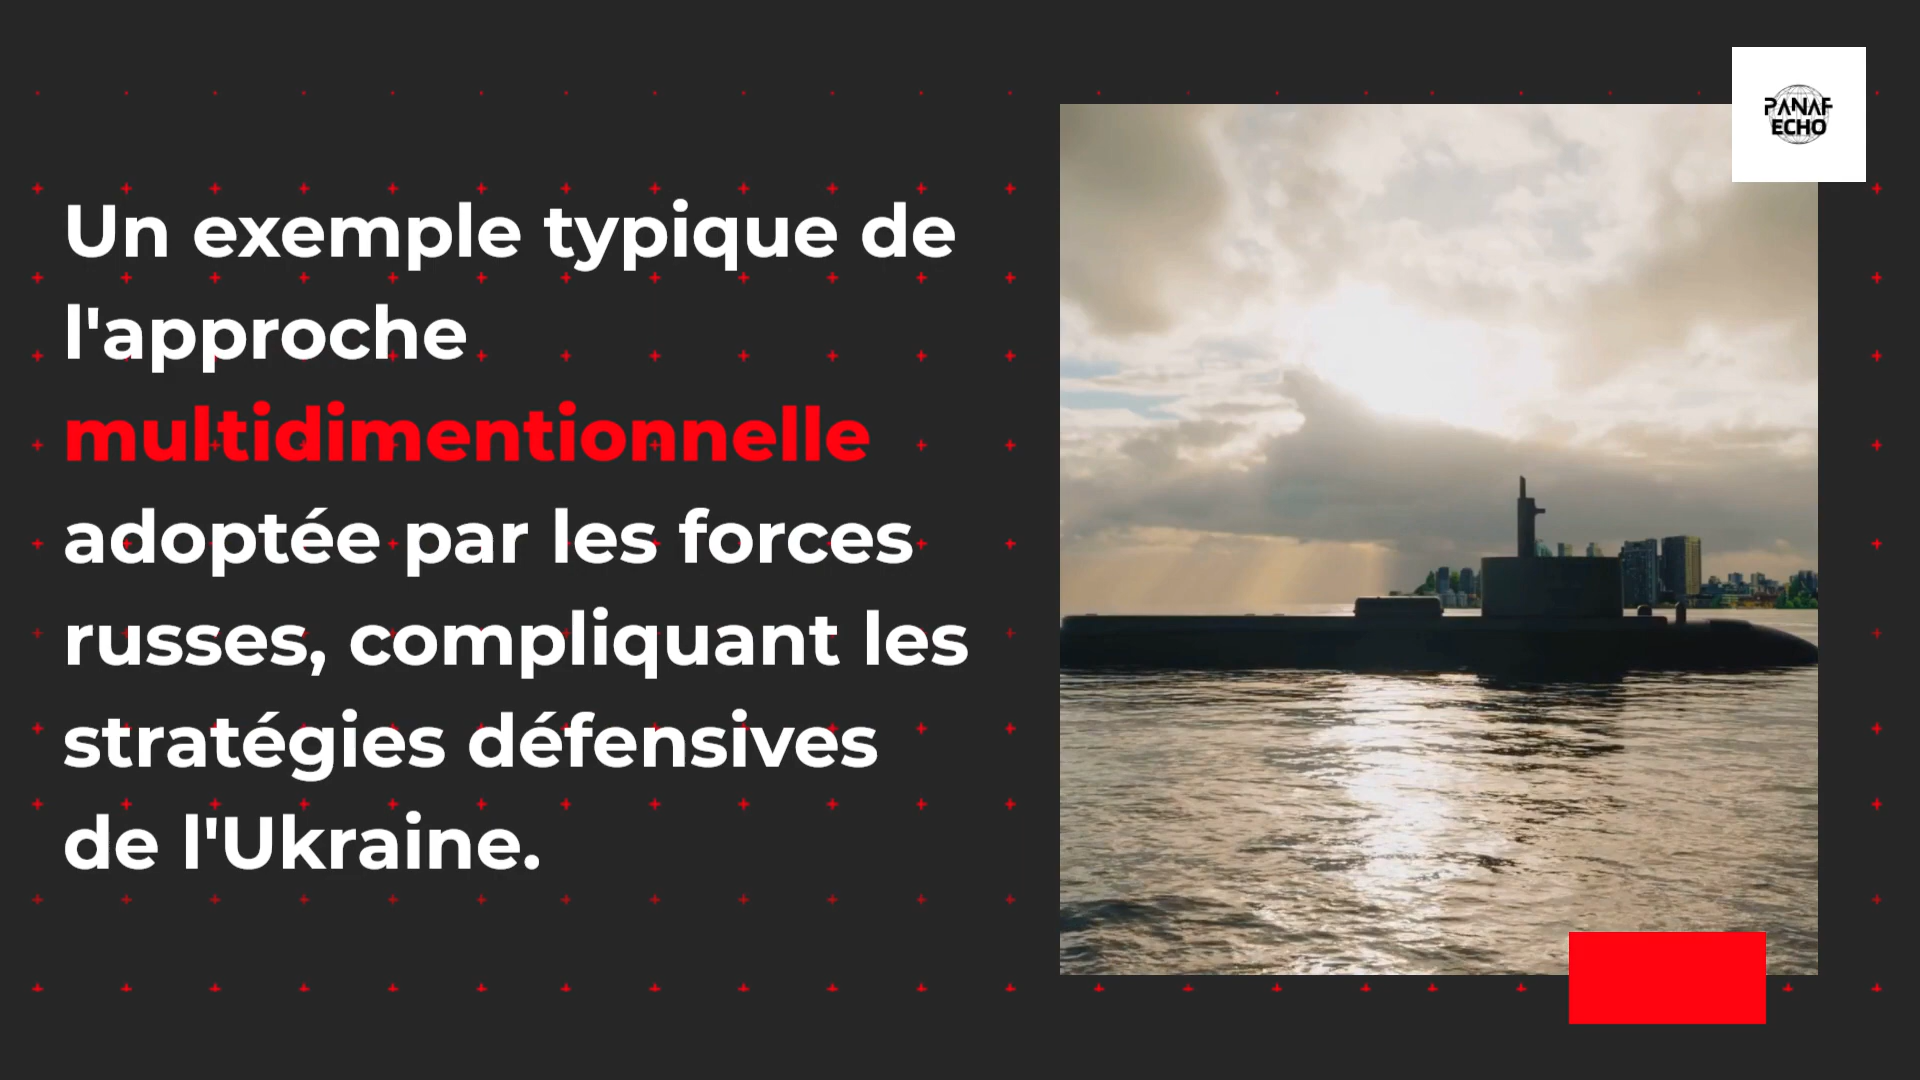 PANAF
ECHO
Un exemple typique de
l'approche
multidimentionnelle
adoptée par les forces
russes, compliquant les
stratégies défensives
de l'Ukraine.